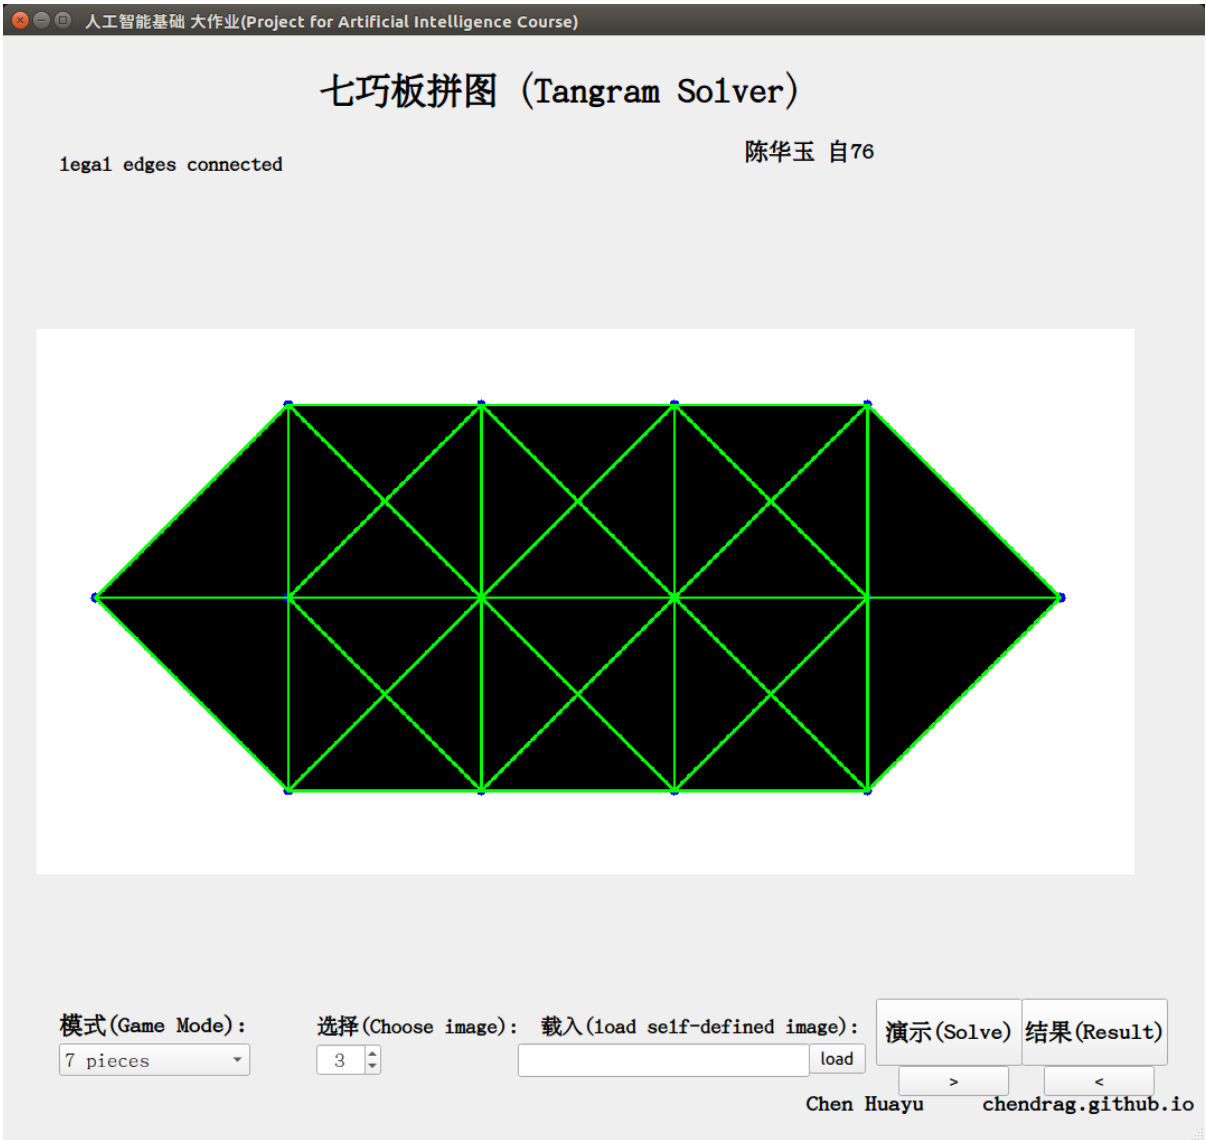 人工智能基础 大作业(Project for Artificial Intelligence Course)
七巧板拼图 (Tangram Solver)
陈华玉 自76
legal edges connected
模式(Game Mode):
选择(Choose image):
载入(load self-defined image):
演示(Solve)
结果(Result)
7 pieces
3
load
>
<
Chen Huayu
chendrag.github.io